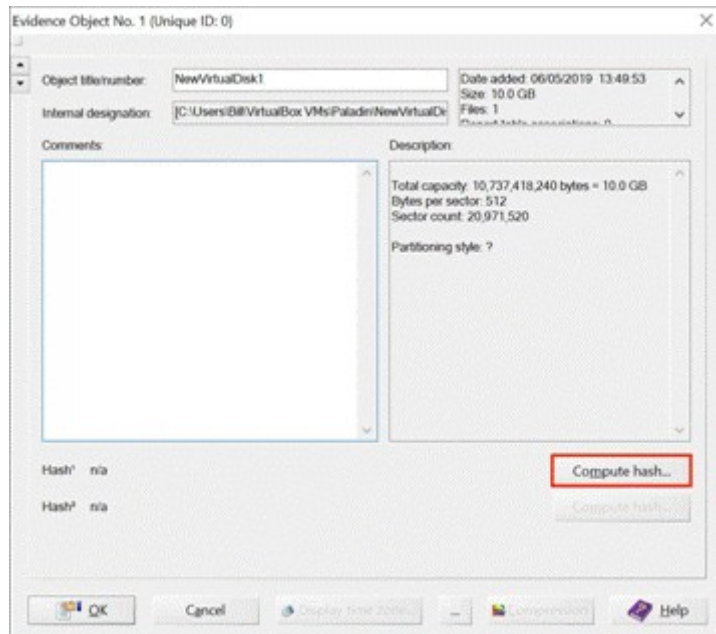 Evidence Object No. 1 (Unique ID: 0)
Object title/number:
NewVirtualDisk1
Date added: 06/05/2019 13:49:53
Size: 10.0 GB
Files: 1
Internal designation:
[C:\Users\Bill\VirtualBox VMs\Paladin\NewVirtualDi
Comments:
Description:
Total capacity: 10,737,418,240 bytes = 10.0 GB
Bytes per sector: 512
Sector count: 20,971,520
Partitioning style: ?
Hash¹ n/a
Compute hash...
Hash² n/a
Compute hash...
OK
Cancel
Display time zone...
...
Compression
Help